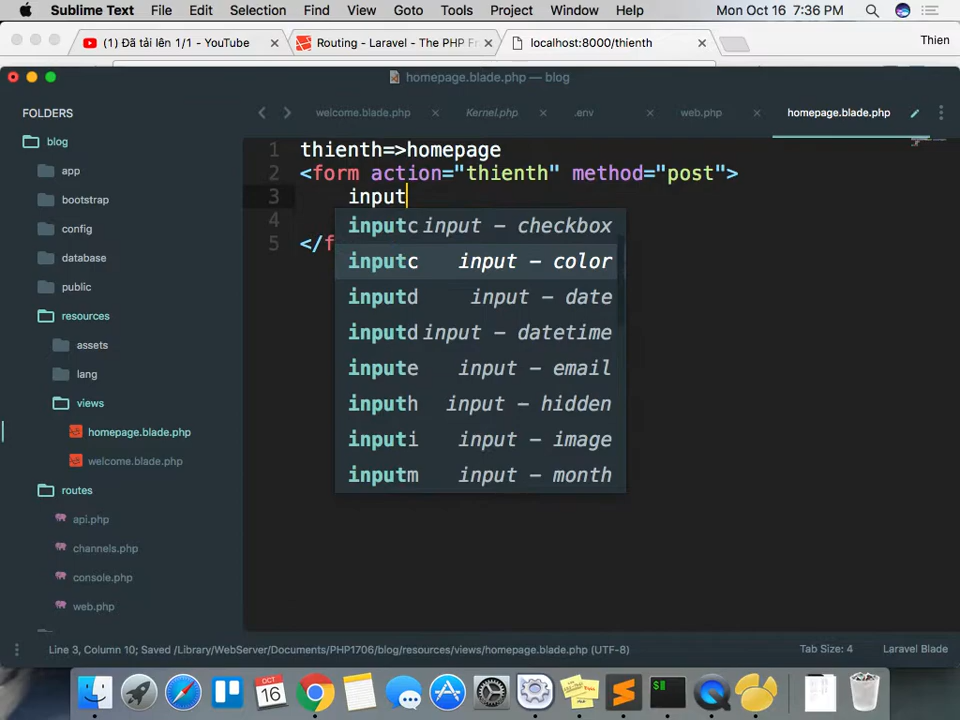 Sublime Text File Edit Selection Find View Goto Tools Project Window Help Mon Oct 16 7:36 PM
(1) Đã tải lên 1/1 - YouTube Routing - Laravel - The PHP F localhost:8000/thienth Thien
homepage.blade.php — blog
FOLDERS
blog
app
bootstrap
config
database
public
resources
assets
lang
views
homepage.blade.php
welcome.blade.php
routes
api.php
channels.php
console.php
web.php
welcome.blade.php Kernel.php .env web.php homepage.blade.php
1 thienth=>homepage
2 <form action="thienth" method="post">
3 input
4
5 </f
inputc input – checkbox
inputc input – color
inputd input – date
inputd input – datetime
inpute input – email
inputh input – hidden
inputi input – image
inputm input – month
Line 3, Column 10; Saved /Library/WebServer/Documents/PHP1706/blog/resources/views/homepage.blade.php (UTF-8) Tab Size: 4 Laravel Blade
OCT
16